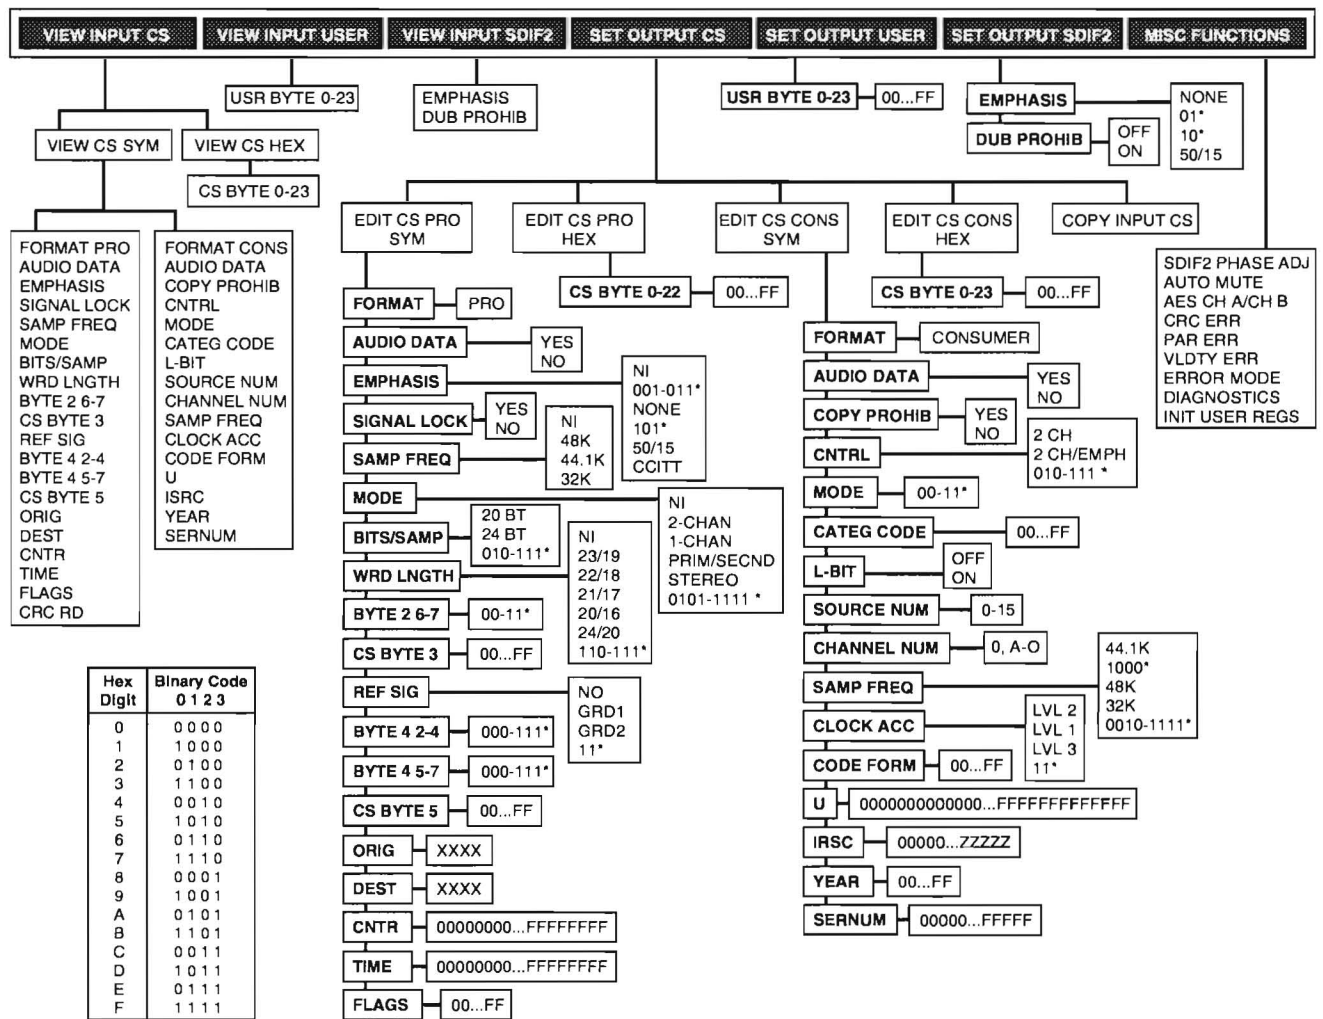 VIEW INPUT CS
VIEW INPUT USER
VIEW INPUT SDIF2
SET OUTPUT CS
SET OUTPUT USER
SET OUTPUT SDIF2
MISC FUNCTIONS
USR BYTE 0-23
EMPHASIS
DUB PROHIB
USR BYTE 0-23
00...FF
EMPHASIS
NONE
01*
10*
50/15
DUB PROHIB
OFF
ON
VIEW CS SYM
VIEW CS HEX
CS BYTE 0-23
FORMAT PRO
AUDIO DATA
EMPHASIS
SIGNAL LOCK
SAMP FREQ
MODE
BITS/SAMP
WRD LNGTH
BYTE 2 6-7
CS BYTE 3
REF SIG
BYTE 4 2-4
BYTE 4 5-7
CS BYTE 5
ORIG
DEST
CNTR
TIME
FLAGS
CRC RD
FORMAT CONS
AUDIO DATA
COPY PROHIB
CNTRL
MODE
CATEG CODE
L-BIT
SOURCE NUM
CHANNEL NUM
SAMP FREQ
CLOCK ACC
CODE FORM
U
ISRC
YEAR
SERNUM
EDIT CS PRO
SYM
EDIT CS PRO
HEX
EDIT CS CONS
SYM
EDIT CS CONS
HEX
COPY INPUT CS
CS BYTE 0-22
00...FF
CS BYTE 0-23
00...FF
SDIF2 PHASE ADJ
AUTO MUTE
AES CH A/CH B
CRC ERR
PAR ERR
VLDTY ERR
ERROR MODE
DIAGNOSTICS
INIT USER REGS
FORMAT
PRO
AUDIO DATA
YES
NO
EMPHASIS
NI
001-011*
NONE
101*
50/15
CCITT
SIGNAL LOCK
YES
NO
SAMP FREQ
NI
48K
44.1K
32K
MODE
NI
2-CHAN
1-CHAN
PRIM/SECND
STEREO
0101-1111 *
BITS/SAMP
20 BT
24 BT
010-111*
WRD LNGTH
NI
23/19
22/18
21/17
20/16
24/20
110-111*
BYTE 2 6-7
00-11*
CS BYTE 3
00...FF
REF SIG
NO
GRD1
GRD2
11*
BYTE 4 2-4
000-111*
BYTE 4 5-7
000-111*
CS BYTE 5
00...FF
ORIG
XXXX
DEST
XXXX
CNTR
00000000...FFFFFFFF
TIME
00000000...FFFFFFFF
FLAGS
00...FF
FORMAT
CONSUMER
AUDIO DATA
YES
NO
COPY PROHIB
YES
NO
CNTRL
2 CH
2 CH/EMPH
010-111 *
MODE
00-11*
CATEG CODE
00...FF
L-BIT
OFF
ON
SOURCE NUM
0-15
CHANNEL NUM
0, A-O
SAMP FREQ
44.1K
1000*
48K
32K
0010-1111*
CLOCK ACC
LVL 2
LVL 1
LVL 3
11*
CODE FORM
00...FF
U
00000000000000...FFFFFFFFFFFFFF
IRSC
00000...ZZZZZ
YEAR
00...FF
SERNUM
00000...FFFFF
Hex Binary Code
Digit 0 1 2 3
0 0 0 0 0
1 1 0 0 0
2 0 1 0 0
3 1 1 0 0
4 0 0 1 0
5 1 0 1 0
6 0 1 1 0
7 1 1 1 0
8 0 0 0 1
9 1 0 0 1
A 0 1 0 1
B 1 1 0 1
C 0 0 1 1
D 1 0 1 1
E 0 1 1 1
F 1 1 1 1